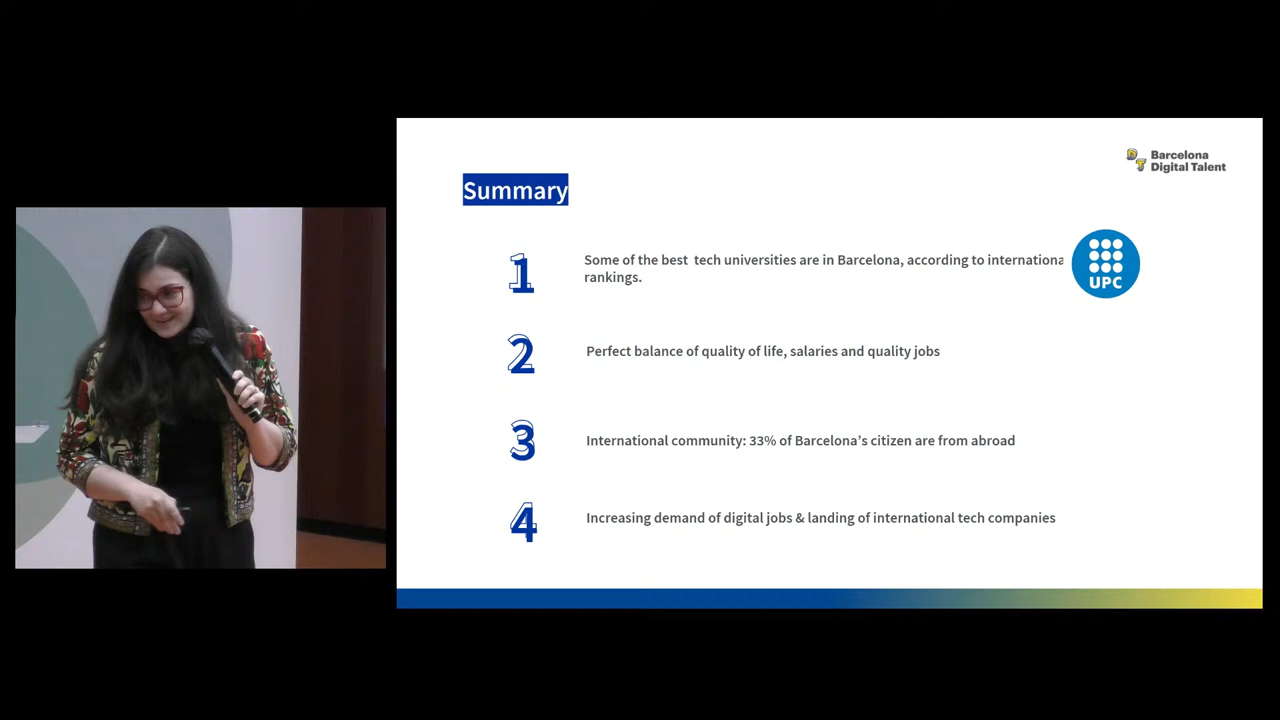 Barcelona
Digital Talent
Summary
1
Some of the best tech universities are in Barcelona, according to internationa
rankings.
UPC
2
Perfect balance of quality of life, salaries and quality jobs
3
International community: 33% of Barcelona's citizen are from abroad
4
Increasing demand of digital jobs & landing of international tech companies